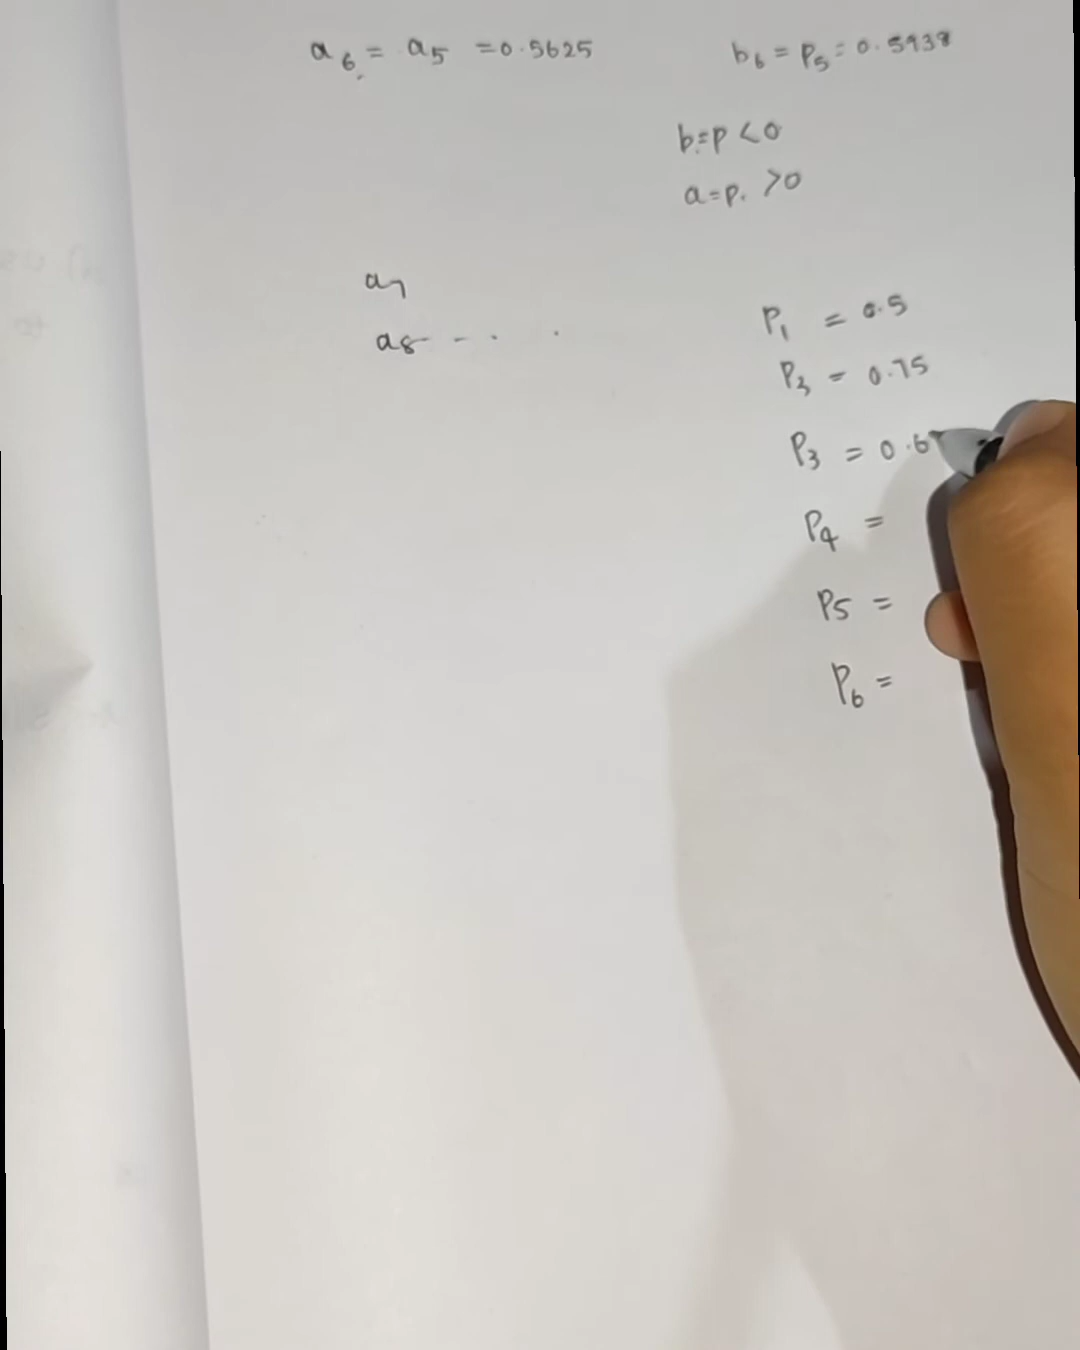 a6 = a5 = 0.5625
b6 = P5 = 0.5938
b=p <0
a=p. >0
a7
a8 - - .
P1 = 0.5
P2 = 0.75
P3 = 0.6
P4 =
P5 =
P6 =